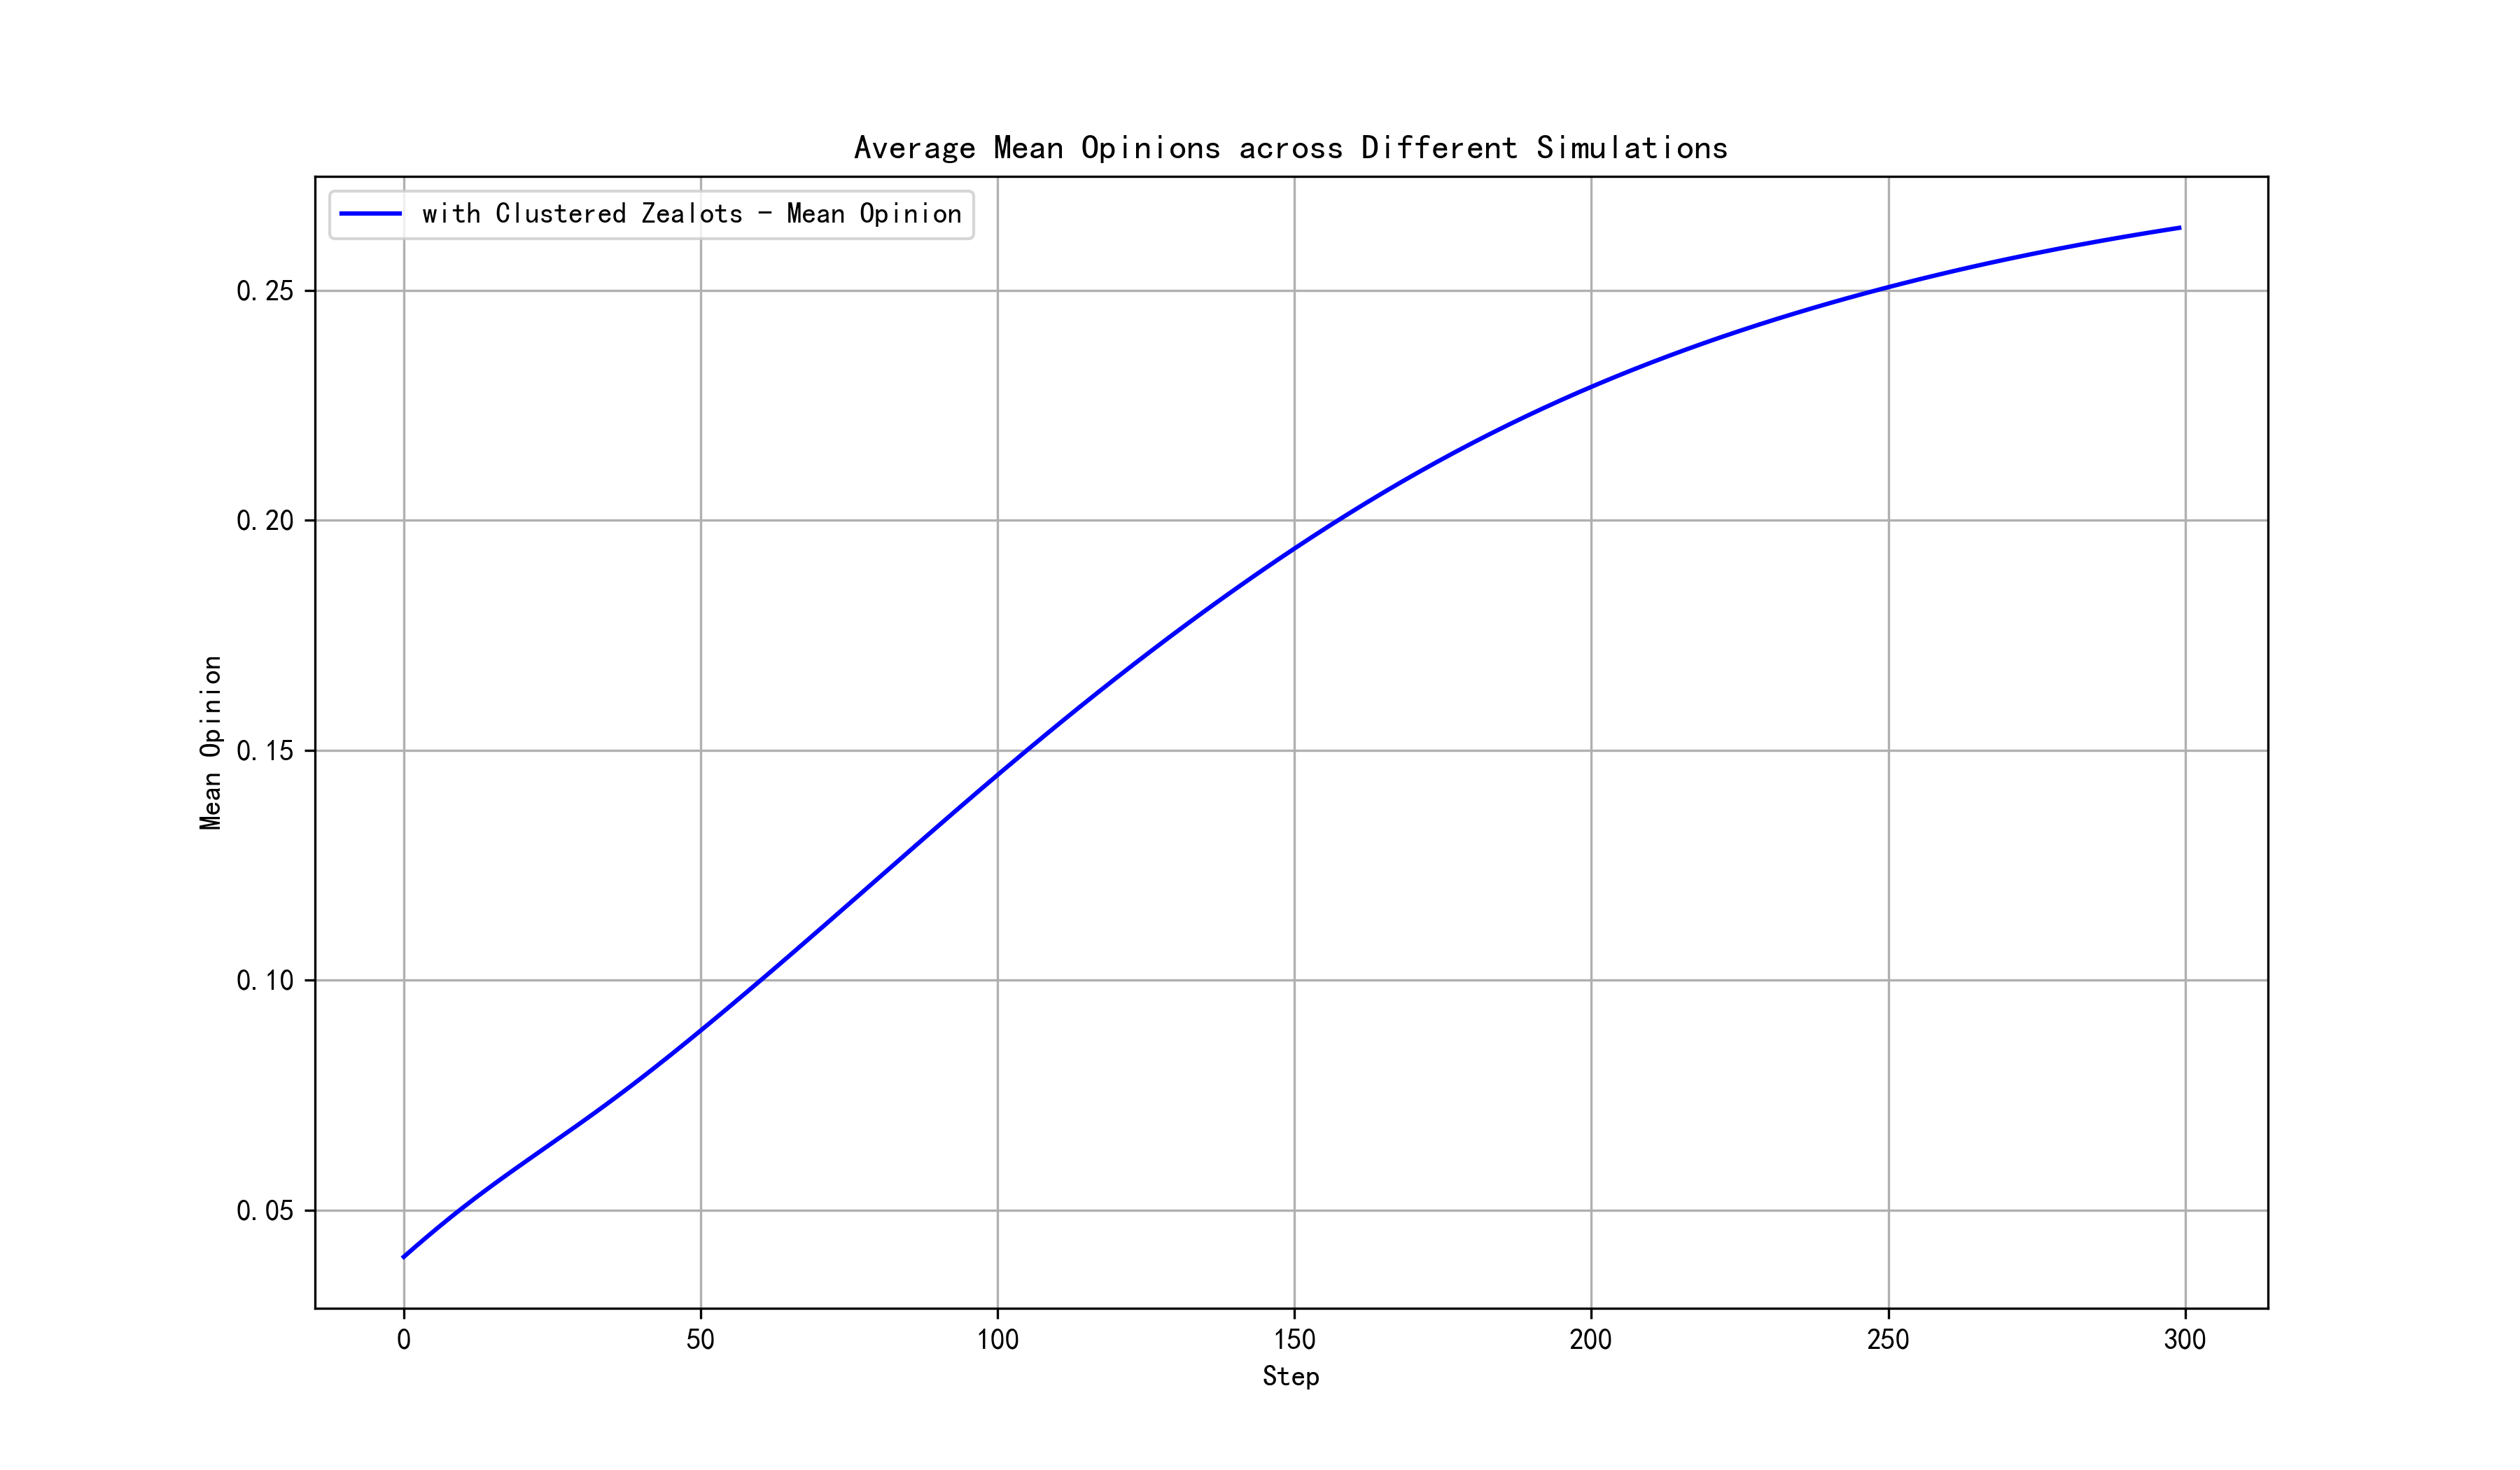 Average Mean Opinions across Different Simulations
with Clustered Zealots - Mean Opinion
Mean Opinion
0.25
0.20
0.15
0.10
0.05
0 50 100 150 200 250 300
Step